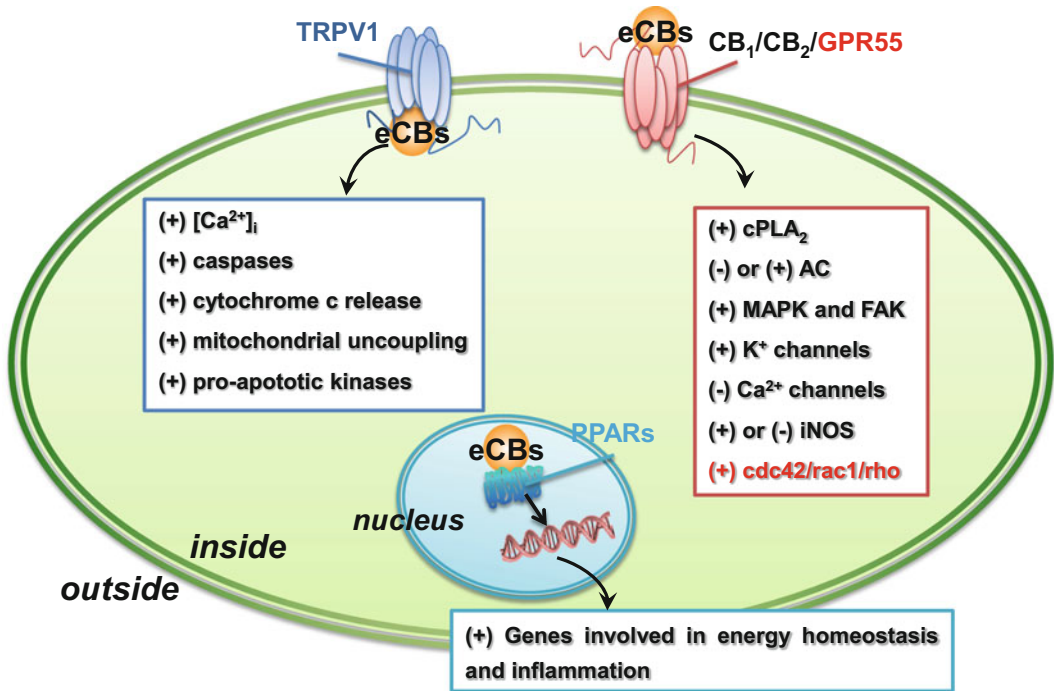 TRPV1
eCBs
eCBs
CB₁/CB₂/GPR55
(+) [Ca²⁺]ᵢ
(+) caspases
(+) cytochrome c release
(+) mitochondrial uncoupling
(+) pro-apototic kinases
(+) cPLA₂
(-) or (+) AC
(+) MAPK and FAK
(+) K⁺ channels
(-) Ca²⁺ channels
(+) or (-) iNOS
(+) cdc42/rac1/rho
PPARs
eCBs
nucleus
inside
outside
(+) Genes involved in energy homeostasis
and inflammation